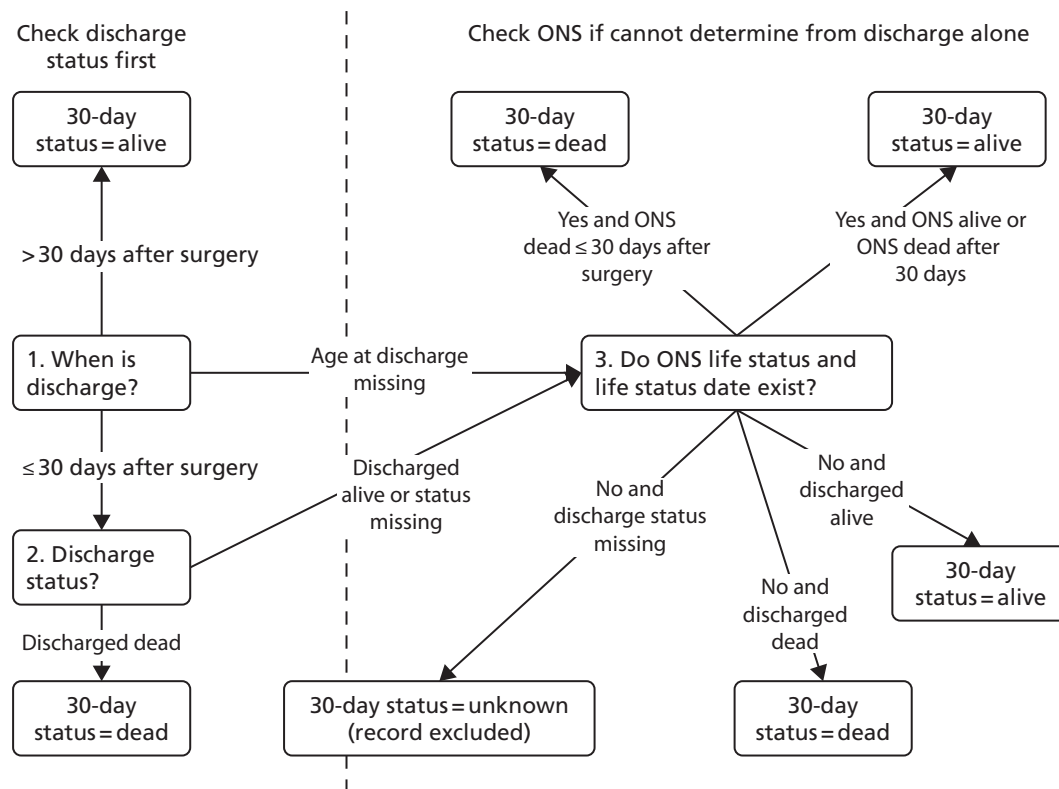 Check discharge
status first
Check ONS if cannot determine from discharge alone
30-day
status = alive
30-day
status = dead
30-day
status = alive
>30 days after surgery
Yes and ONS
dead ≤ 30 days after
surgery
Yes and ONS alive or
ONS dead after
30 days
1. When is
discharge?
Age at discharge
missing
3. Do ONS life status and
life status date exist?
≤30 days after surgery
Discharged
alive or status
missing
No and
discharge status
missing
No and
discharged
alive
2. Discharge
status?
30-day
status = alive
No and
discharged
dead
Discharged dead
30-day
status = dead
30-day status = unknown
(record excluded)
30-day
status = dead